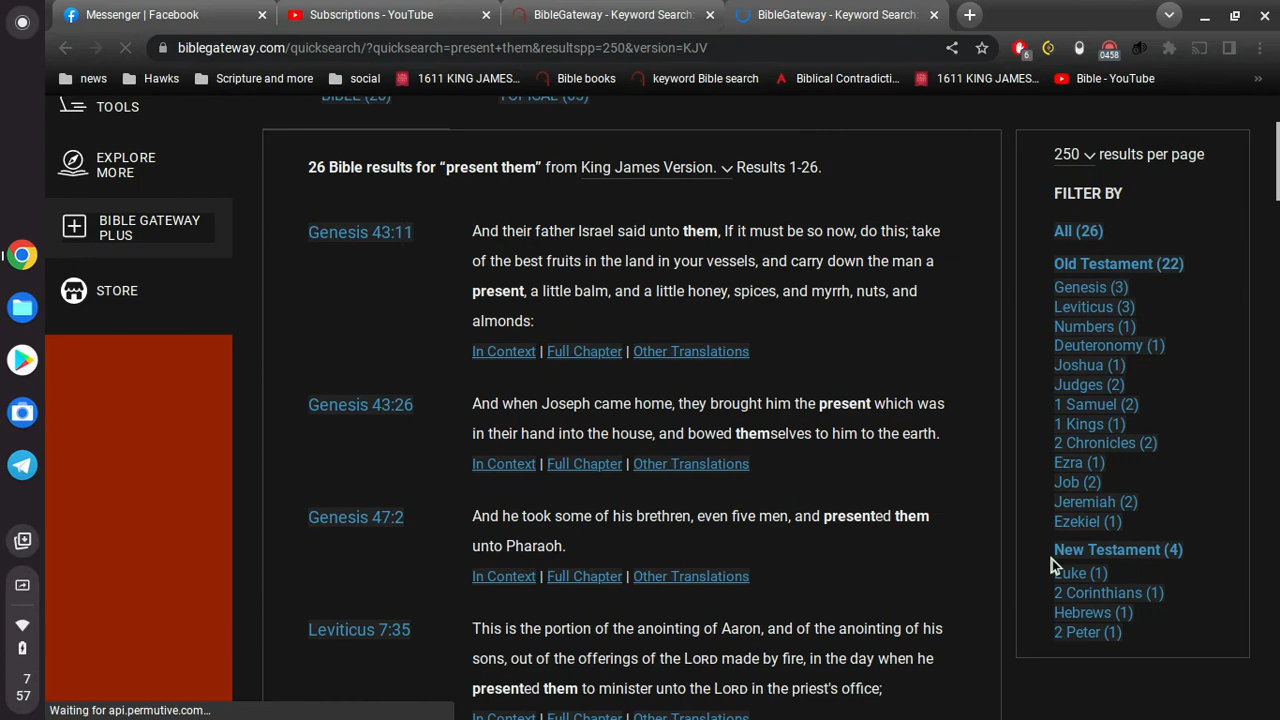 Messenger | Facebook
Subscriptions - YouTube
BibleGateway - Keyword Search:
BibleGateway - Keyword Search:
biblegateway.com/quicksearch/?quicksearch=present+them&resultspp=250&version=KJV
6
0458
news
Hawks
Scripture and more
social
1611 KING JAMES...
Bible books
keyword Bible search
Biblical Contradicti...
1611 KING JAMES...
Bible - YouTube
»
TOOLS
EXPLORE
MORE
BIBLE GATEWAY
PLUS
STORE
BIBLE (26)
TOPICAL (65)
26 Bible results for “present them” from King James Version. Results 1-26.
Genesis 43:11
And their father Israel said unto them, If it must be so now, do this; take
of the best fruits in the land in your vessels, and carry down the man a
present, a little balm, and a little honey, spices, and myrrh, nuts, and
almonds:
In Context | Full Chapter | Other Translations
Genesis 43:26
And when Joseph came home, they brought him the present which was
in their hand into the house, and bowed themselves to him to the earth.
In Context | Full Chapter | Other Translations
Genesis 47:2
And he took some of his brethren, even five men, and presented them
unto Pharaoh.
In Context | Full Chapter | Other Translations
Leviticus 7:35
This is the portion of the anointing of Aaron, and of the anointing of his
sons, out of the offerings of the LORD made by fire, in the day when he
presented them to minister unto the LORD in the priest's office;
In Context | Full Chapter | Other Translations
250 results per page
FILTER BY
All (26)
Old Testament (22)
Genesis (3)
Leviticus (3)
Numbers (1)
Deuteronomy (1)
Joshua (1)
Judges (2)
1 Samuel (2)
1 Kings (1)
2 Chronicles (2)
Ezra (1)
Job (2)
Jeremiah (2)
Ezekiel (1)
New Testament (4)
Luke (1)
2 Corinthians (1)
Hebrews (1)
2 Peter (1)
7
57
Waiting for api.permutive.com...